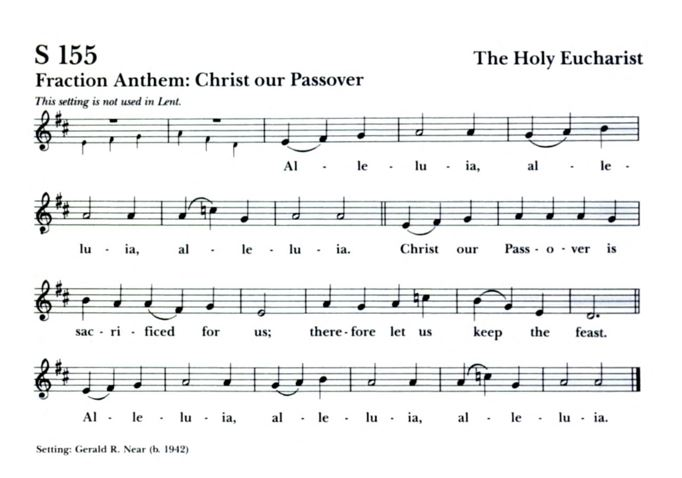 S 155
The Holy Eucharist
Fraction Anthem: Christ our Passover
This setting is not used in Lent.
Al - le - lu - ia, al - le -
lu - ia, al - le - lu - ia. Christ our Pass - o - ver is
sac - ri - ficed for us; there - fore let us keep the feast.
Al - le - lu - ia, al - le - lu - ia, al - le - lu - ia.
Setting: Gerald R. Near (b. 1942)